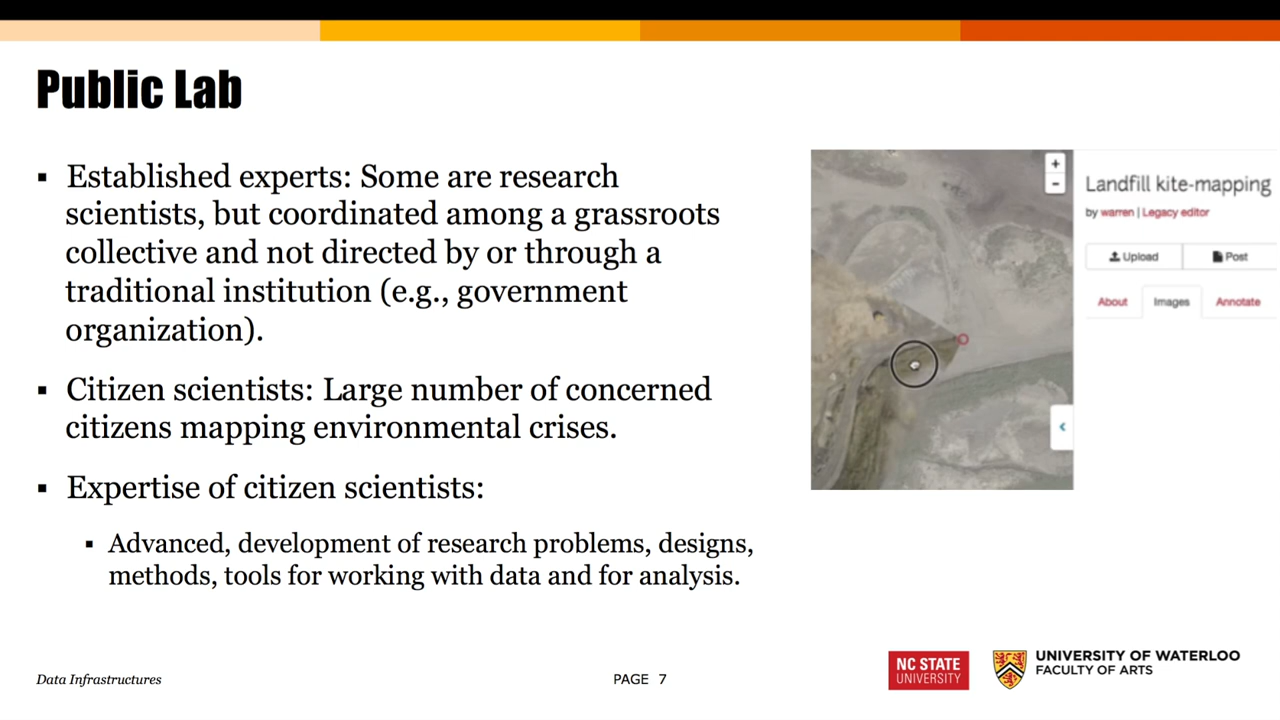 Public Lab
▪ Established experts: Some are research
scientists, but coordinated among a grassroots
collective and not directed by or through a
traditional institution (e.g., government
organization).
▪ Citizen scientists: Large number of concerned
citizens mapping environmental crises.
▪ Expertise of citizen scientists:
▪ Advanced, development of research problems, designs,
methods, tools for working with data and for analysis.
+
-
Landfill kite-mapping
by warren | Legacy editor
Upload Post
About Images Annotate
Data Infrastructures
PAGE 7
NC STATE
UNIVERSITY
UNIVERSITY OF WATERLOO
FACULTY OF ARTS